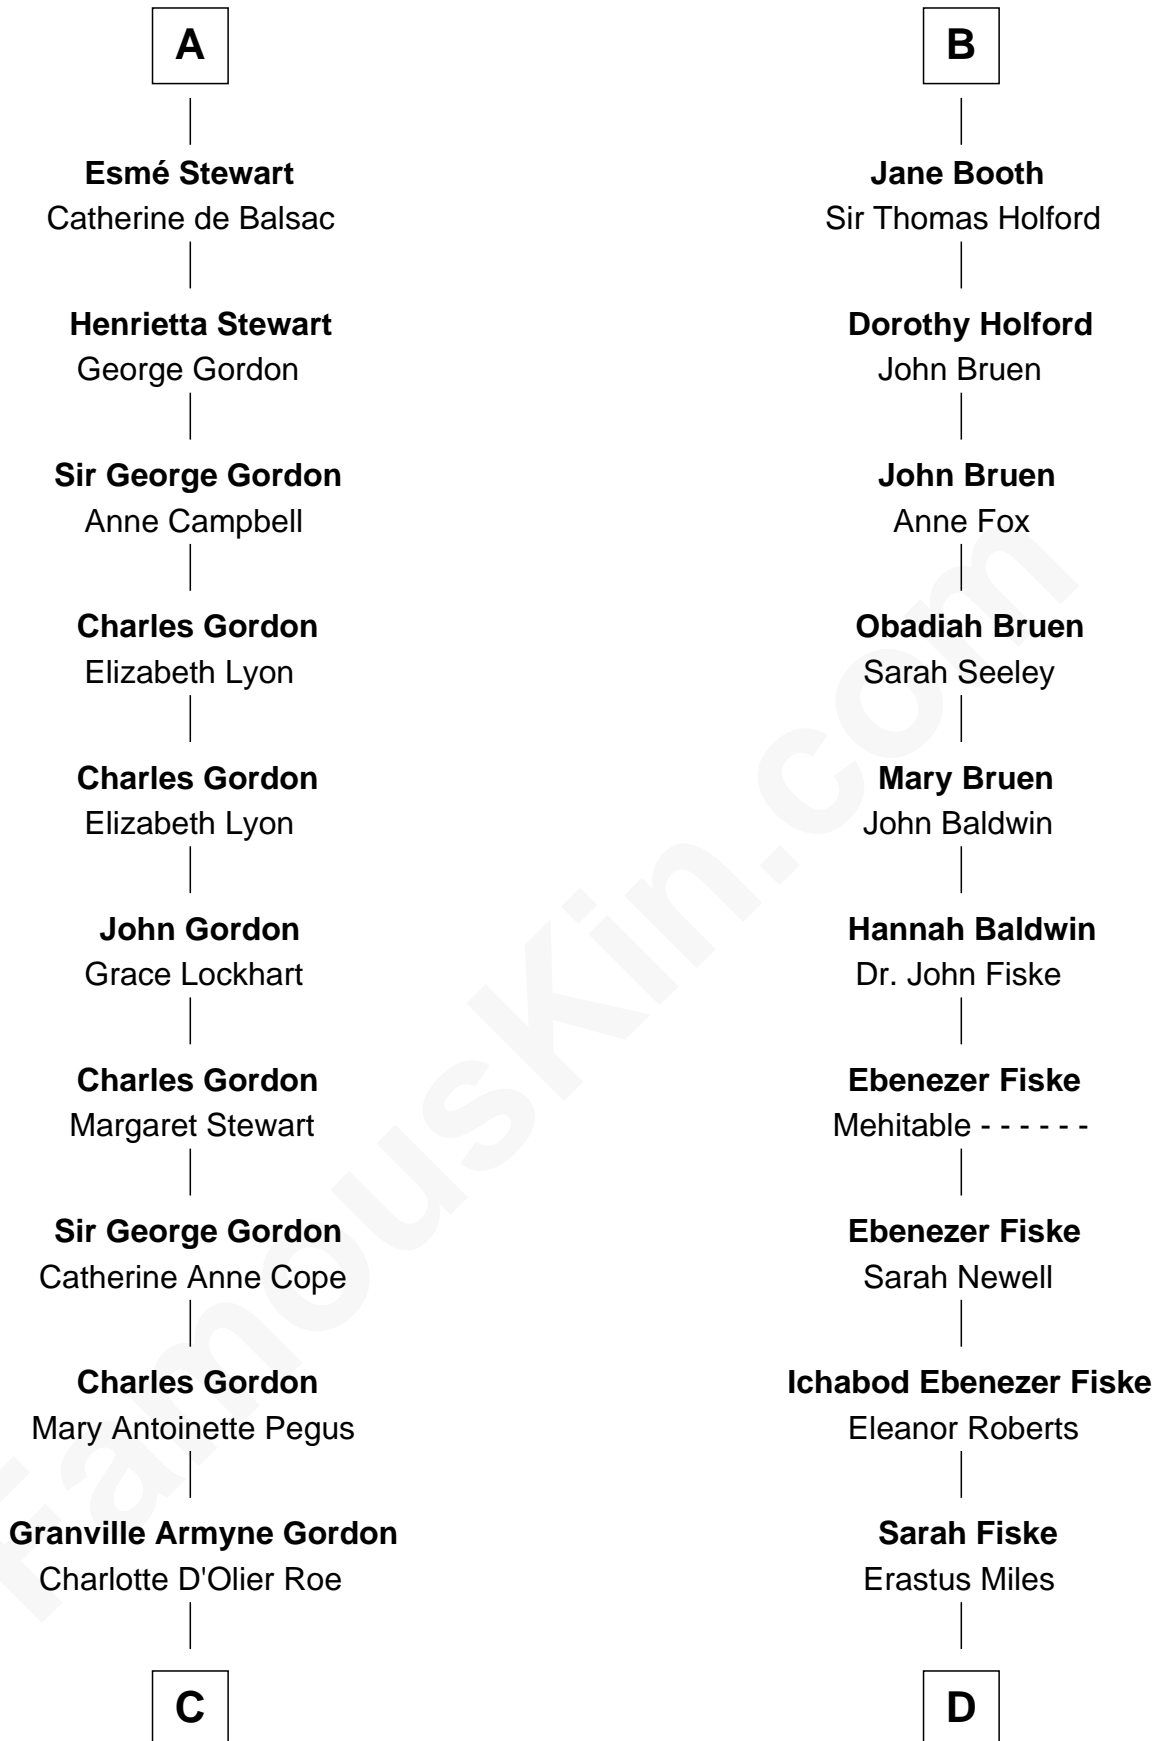 A
Esmé Stewart
Catherine de Balsac
Henrietta Stewart
George Gordon
Sir George Gordon
Anne Campbell
Charles Gordon
Elizabeth Lyon
Charles Gordon
Elizabeth Lyon
John Gordon
Grace Lockhart
Charles Gordon
Margaret Stewart
Sir George Gordon
Catherine Anne Cope
Charles Gordon
Mary Antoinette Pegus
Granville Armyne Gordon
Charlotte D'Olier Roe
C
B
Jane Booth
Sir Thomas Holford
Dorothy Holford
John Bruen
John Bruen
Anne Fox
Obadiah Bruen
Sarah Seeley
Mary Bruen
John Baldwin
Hannah Baldwin
Dr. John Fiske
Ebenezer Fiske
Mehitable - - - - - -
Ebenezer Fiske
Sarah Newell
Ichabod Ebenezer Fiske
Eleanor Roberts
Sarah Fiske
Erastus Miles
D
FamousKin.com